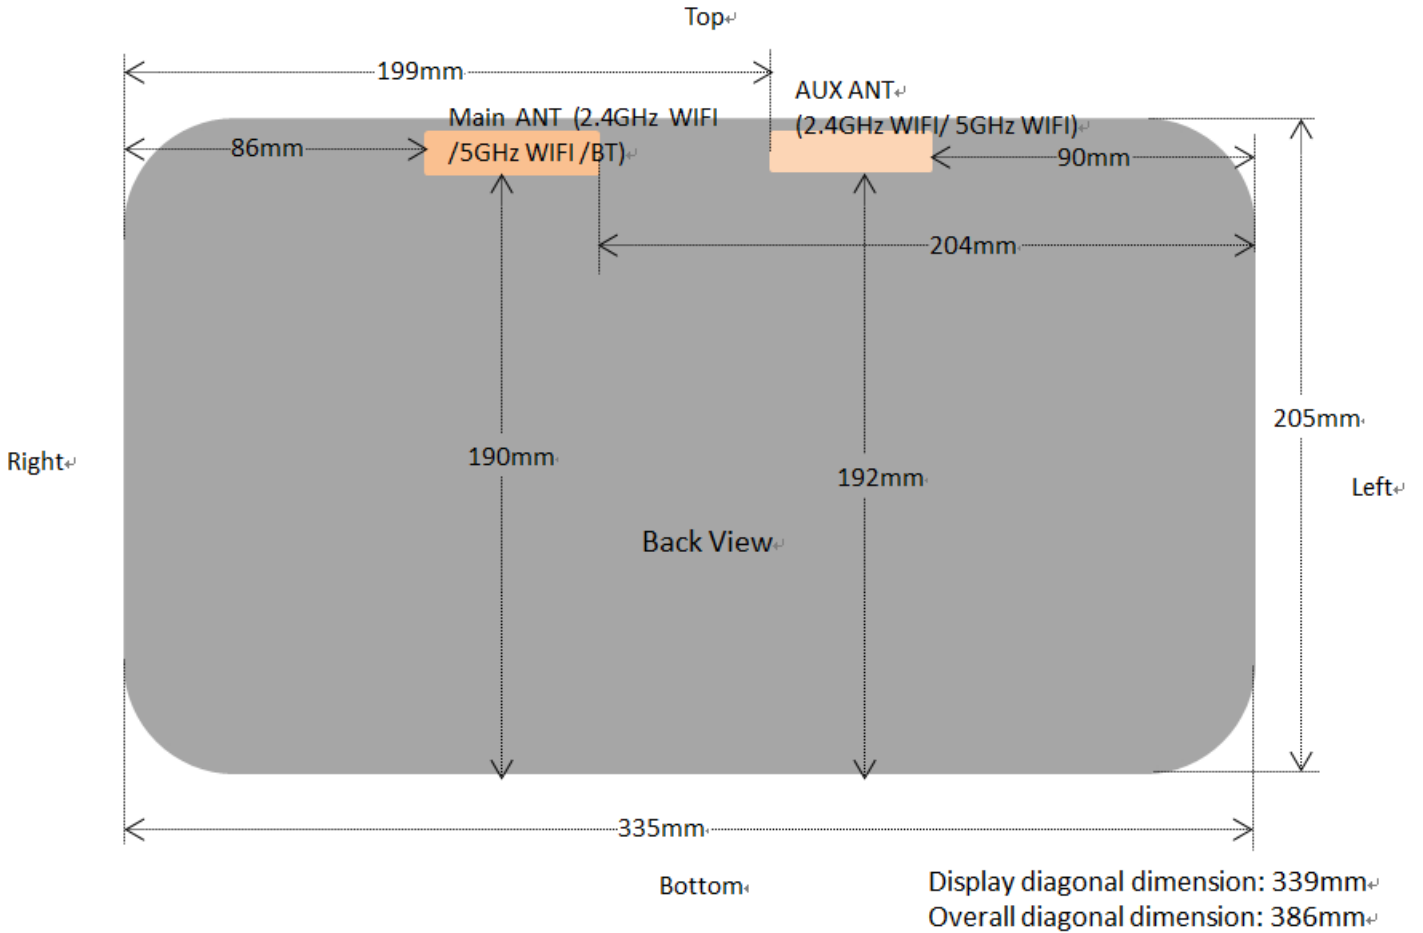 Top
199mm
AUX ANT
(2.4GHz WIFI/ 5GHz WIFI)
Main ANT (2.4GHz WIFI
/5GHz WIFI /BT)
86mm
90mm
204mm
205mm
Right
190mm
192mm
Left
Back View
335mm
Bottom
Display diagonal dimension: 339mm
Overall diagonal dimension: 386mm